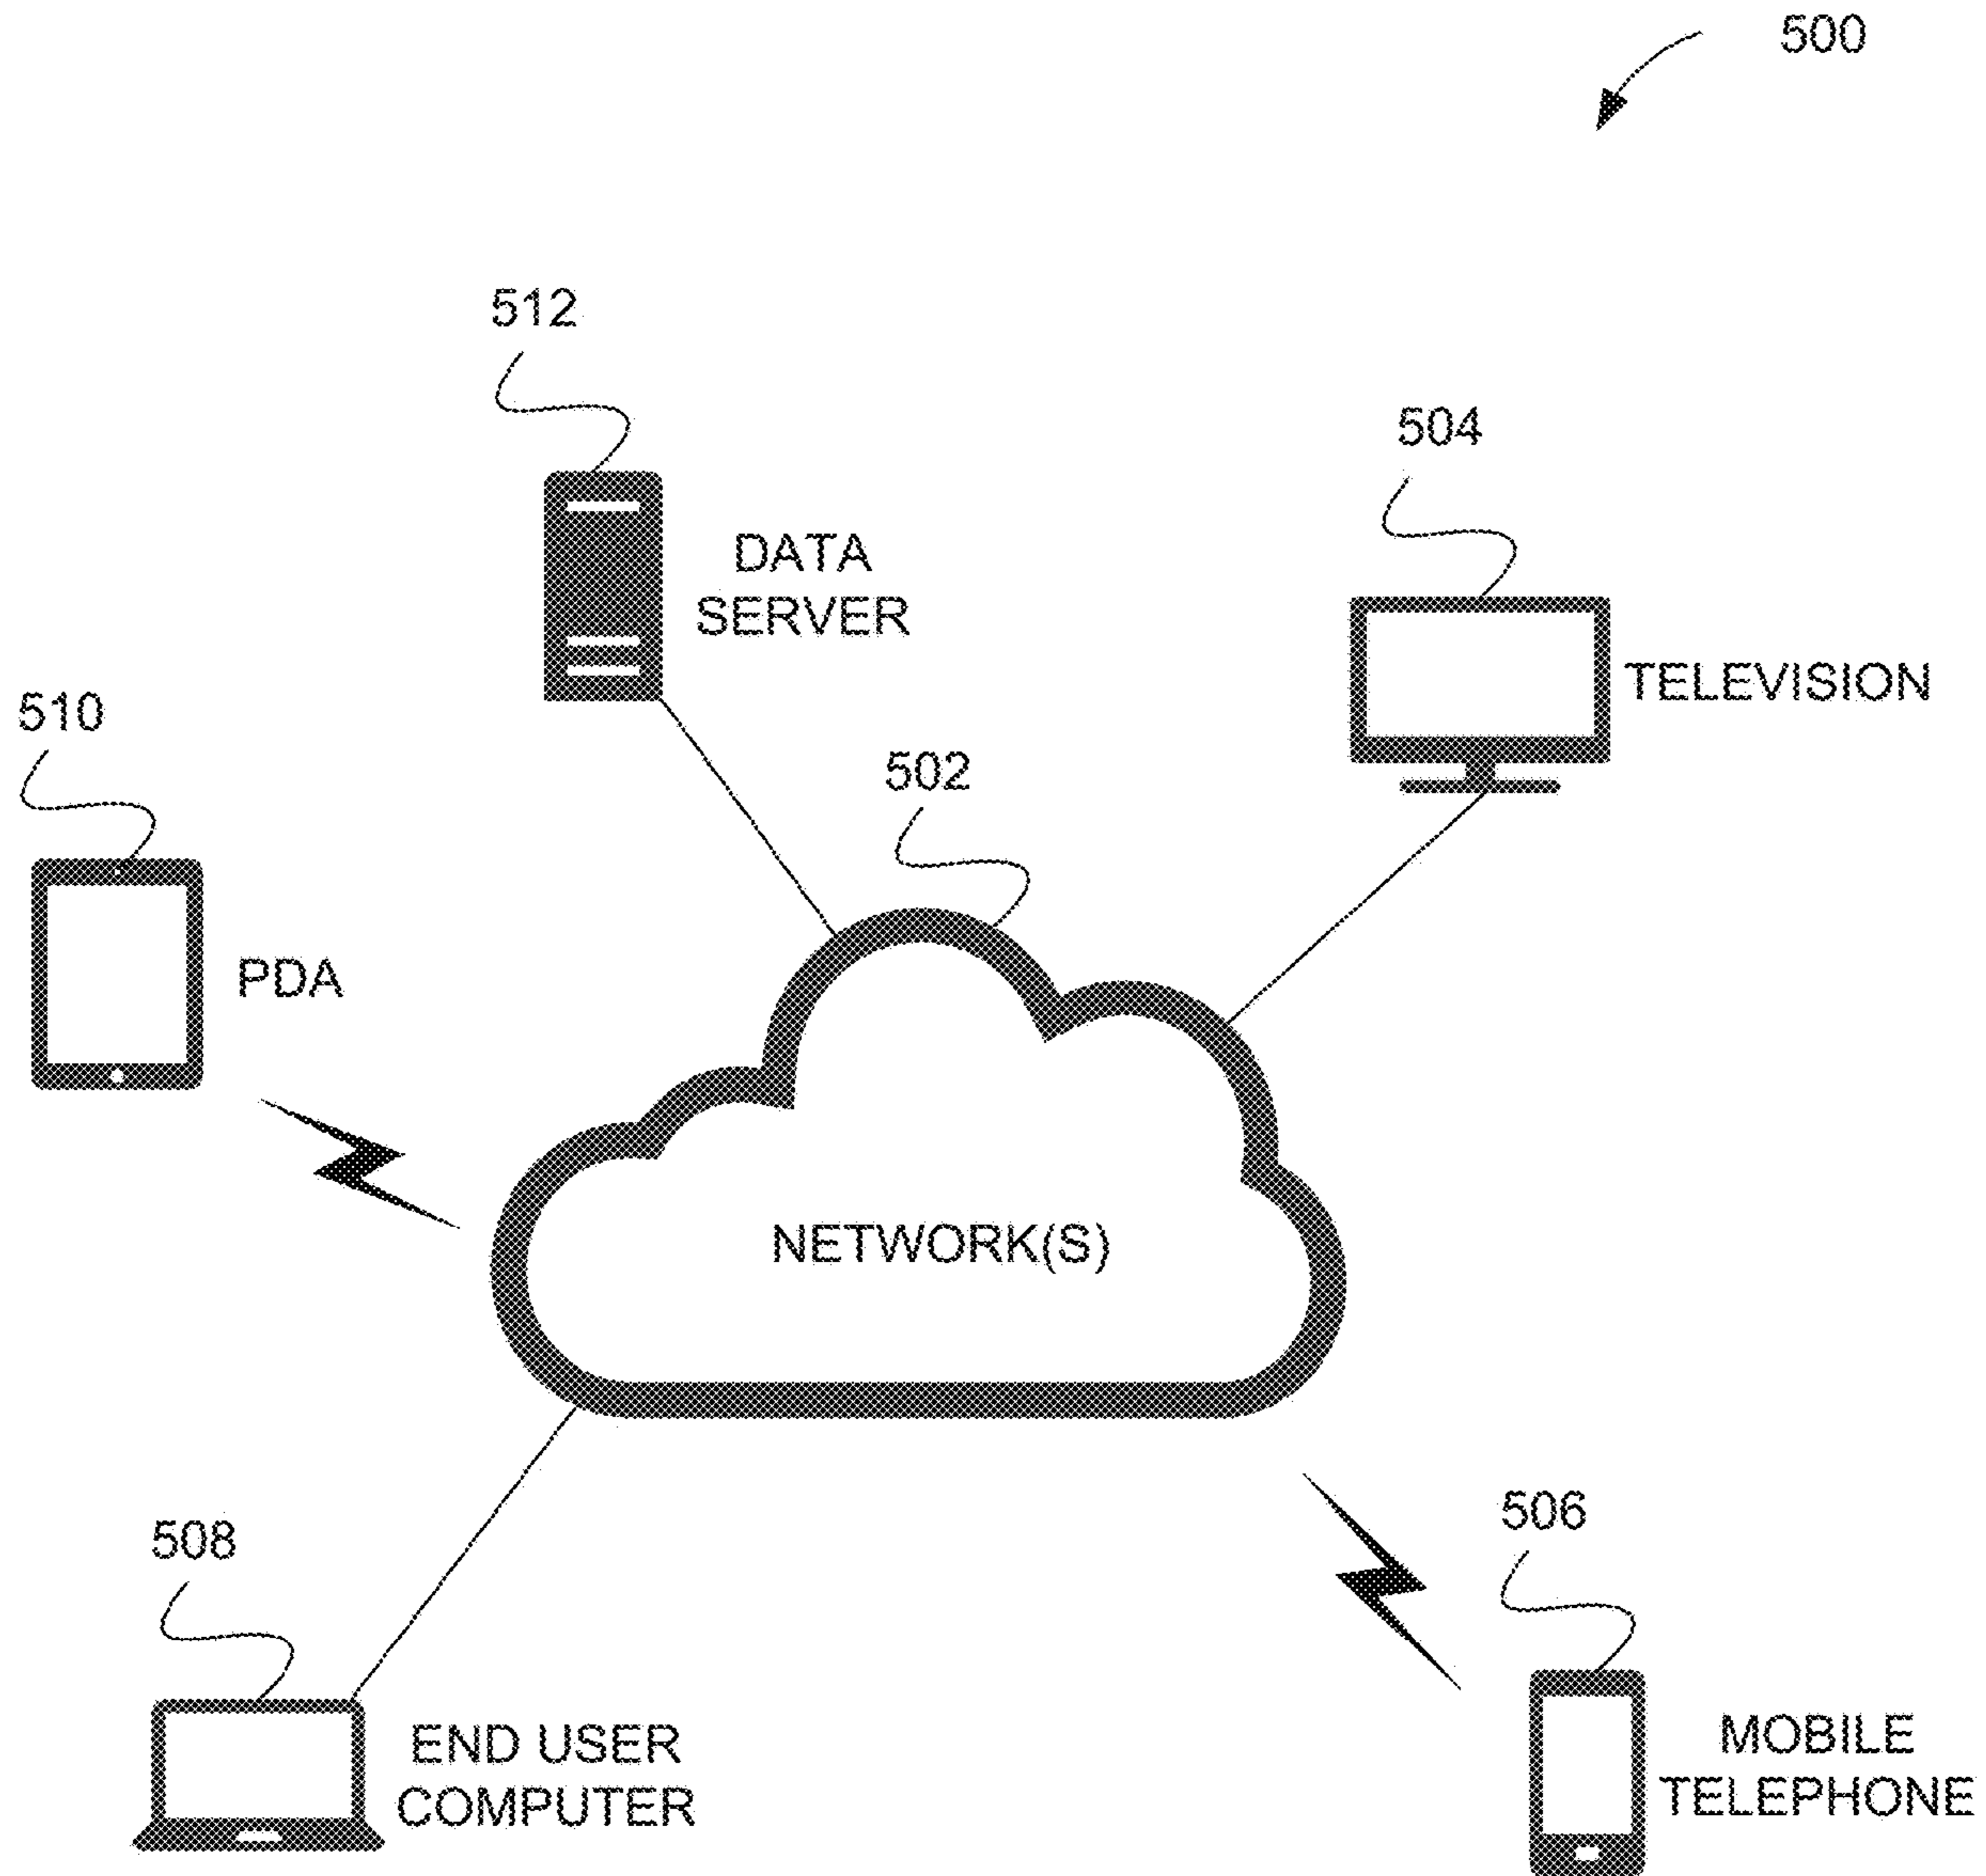 500
512
504
DATA
SERVER
TELEVISION
510
502
PDA
NETWORK(S)
506
508
MOBILE
TELEPHONE
END USER
COMPUTER